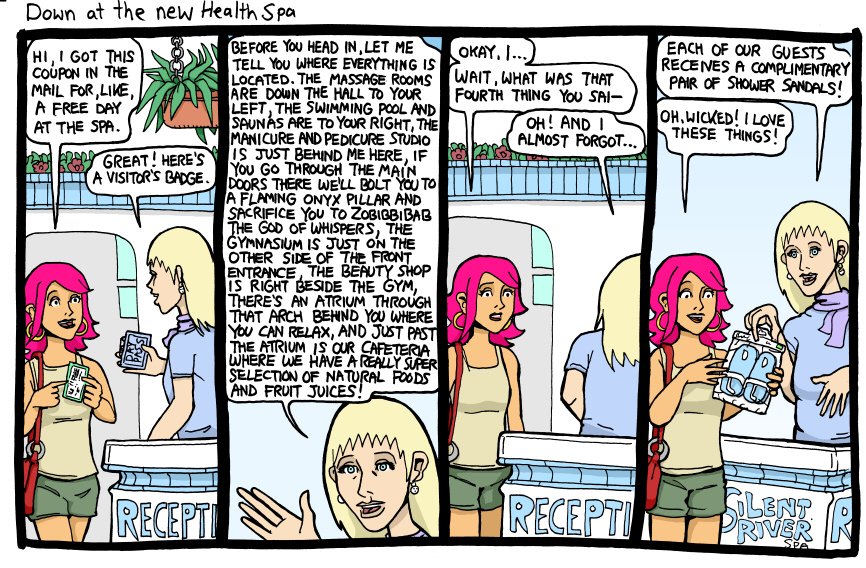 Down at the new Health Spa
HI, I GOT THIS
COUPON IN THE
MAIL FOR, LIKE,
A FREE DAY
AT THE SPA.
GREAT! HERE'S
A VISITOR'S BADGE.
DAY
PASS
RECEPTI
BEFORE YOU HEAD IN, LET ME
TELL YOU WHERE EVERYTHING IS
LOCATED. THE MASSAGE ROOMS
ARE DOWN THE HALL TO YOUR
LEFT, THE SWIMMING POOL AND
SAUNAS ARE TO YOUR RIGHT, THE
MANICURE AND PEDICURE STUDIO
IS JUST BEHIND ME HERE, IF
YOU GO THROUGH THE MAIN
DOORS THERE WE'LL BOLT YOU TO
A FLAMING ONYX PILLAR AND
SACRIFICE YOU TO ZOBIBBIBAB
THE GOD OF WHISPERS, THE
GYMNASIUM IS JUST ON THE
OTHER SIDE OF THE FRONT
ENTRANCE, THE BEAUTY SHOP
IS RIGHT BESIDE THE GYM,
THERE'S AN ATRIUM THROUGH
THAT ARCH BEHIND YOU WHERE
YOU CAN RELAX, AND JUST PAST
THE ATRIUM IS OUR CAFETERIA
WHERE WE HAVE A REALLY SUPER
SELECTION OF NATURAL FOODS
AND FRUIT JUICES!
OKAY, I...
WAIT, WHAT WAS THAT
FOURTH THING YOU SAI—
OH! AND I
ALMOST FORGOT...
RECEPTI
EACH OF OUR GUESTS
RECEIVES A COMPLIMENTARY
PAIR OF SHOWER SANDALS!
OH, WICKED! I LOVE
THESE THINGS!
SILENT
RIVER
SPA
R